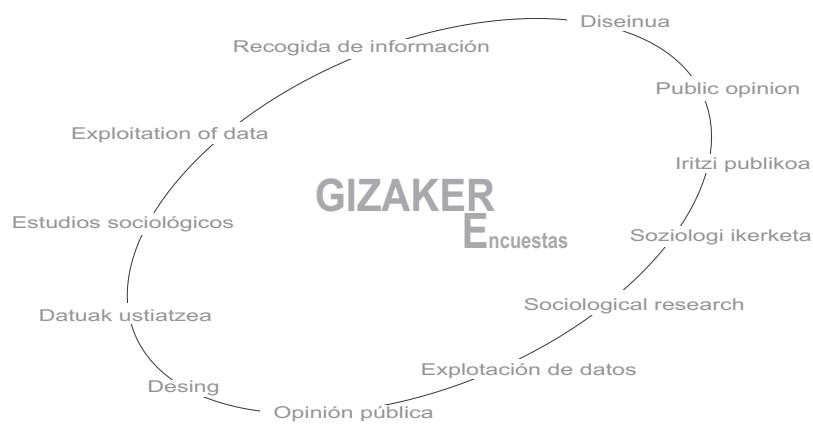 Diseinua
Recogida de información
Public opinion
Exploitation of data
Iritzi publikoa
GIZAKER
Encuestas
Estudios sociológicos
Soziologi ikerketa
Sociological research
Datuak ustiatzea
Explotación de datos
Desing
Opinión pública